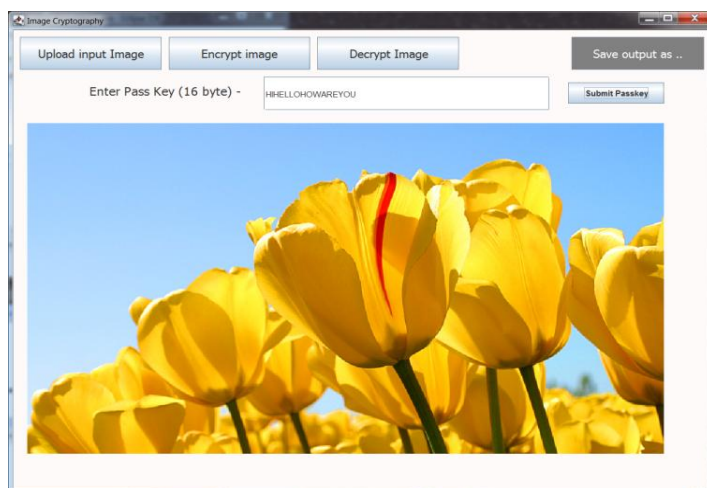 Image Cryptography
Upload input Image Encrypt image Decrypt Image Save output as ..
Enter Pass Key (16 byte) - HIHELLOHOWAREYOU Submit Passkey